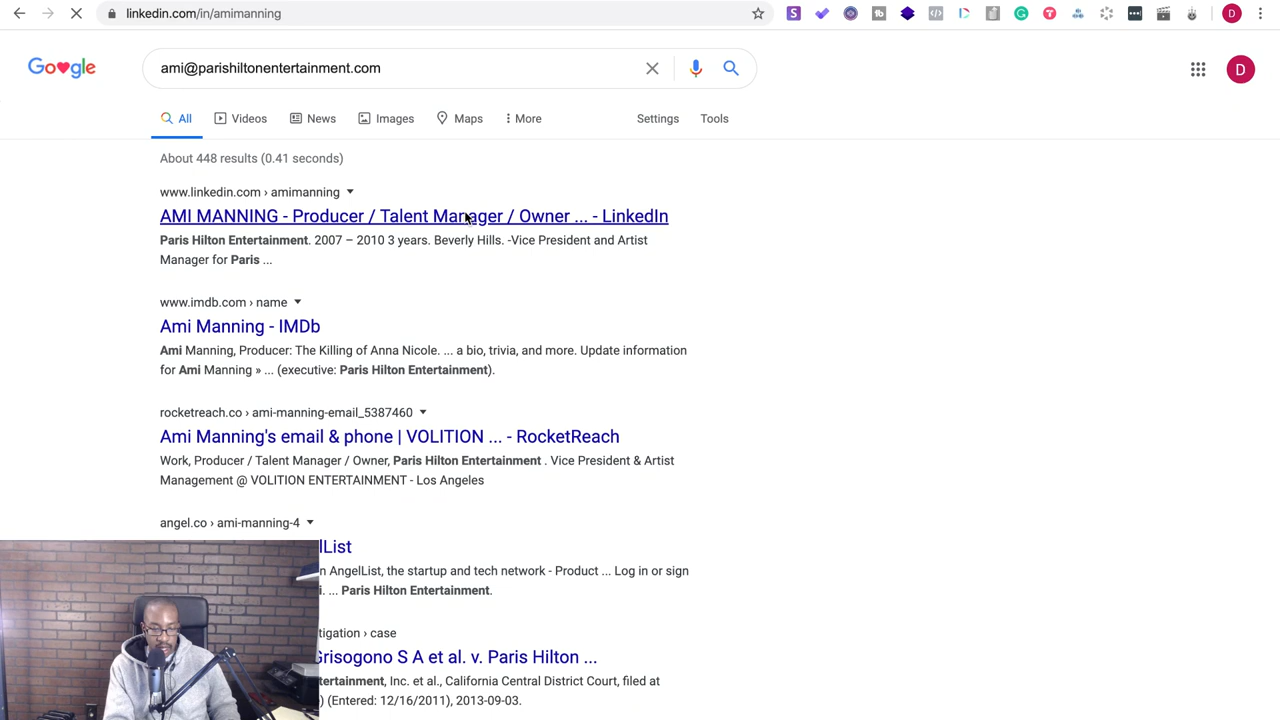 linkedin.com/in/amimanning
S
D
Google
ami@parishiltonentertainment.com
D
All
Videos
News
Images
Maps
More
Settings
Tools
About 448 results (0.41 seconds)
www.linkedin.com › amimanning
AMI MANNING - Producer / Talent Manager / Owner ... - LinkedIn
Paris Hilton Entertainment. 2007 – 2010 3 years. Beverly Hills. -Vice President and Artist
Manager for Paris ...
www.imdb.com › name
Ami Manning - IMDb
Ami Manning, Producer: The Killing of Anna Nicole. ... a bio, trivia, and more. Update information
for Ami Manning » ... (executive: Paris Hilton Entertainment).
rocketreach.co › ami-manning-email_5387460
Ami Manning's email & phone | VOLITION ... - RocketReach
Work, Producer / Talent Manager / Owner, Paris Hilton Entertainment . Vice President & Artist
Management @ VOLITION ENTERTAINMENT - Los Angeles
angel.co › ami-manning-4
lList
n AngelList, the startup and tech network - Product ... Log in or sign
i. ... Paris Hilton Entertainment.
tigation › case
Grisogono S A et al. v. Paris Hilton ...
tertainment, Inc. et al., California Central District Court, filed at
) (Entered: 12/16/2011), 2013-09-03.